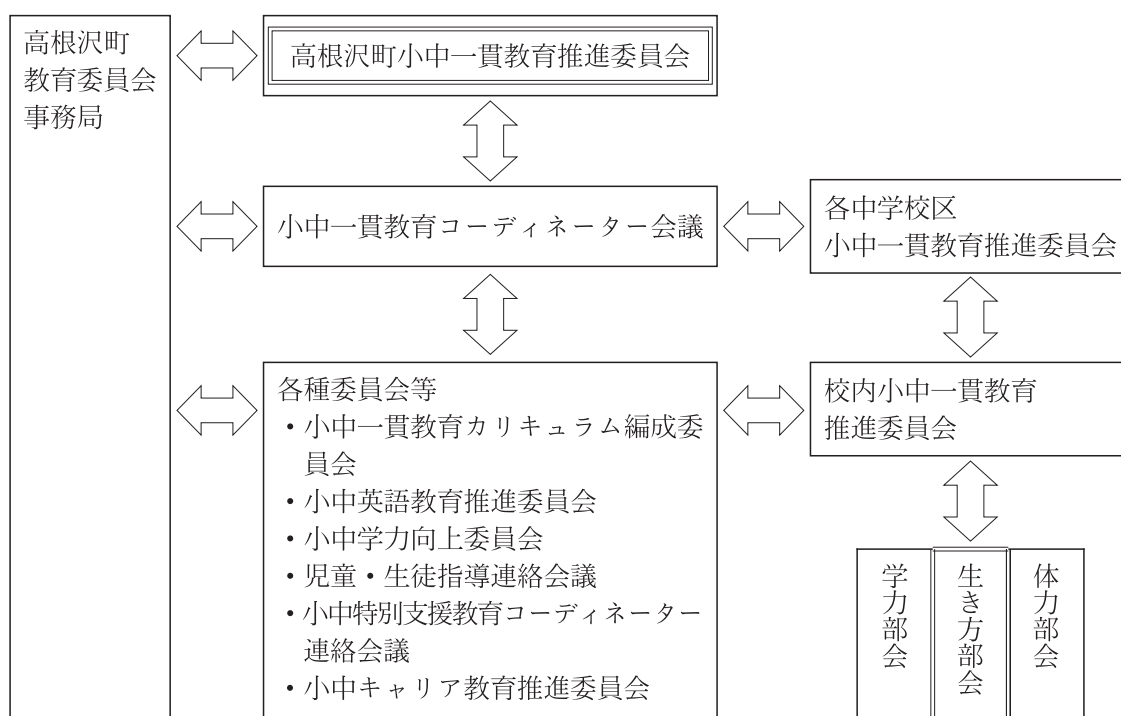 高根沢町
教育委員会
事務局
高根沢町小中一貫教育推進委員会
小中一貫教育コーディネーター会議
各中学校区
小中一貫教育推進委員会
各種委員会等
・小中一貫教育カリキュラム編成委
員会
・小中英語教育推進委員会
・小中学力向上委員会
・児童・生徒指導連絡会議
・小中特別支援教育コーディネーター
連絡会議
・小中キャリア教育推進委員会
校内小中一貫教育
推進委員会
学力部会
生き方部会
体力部会